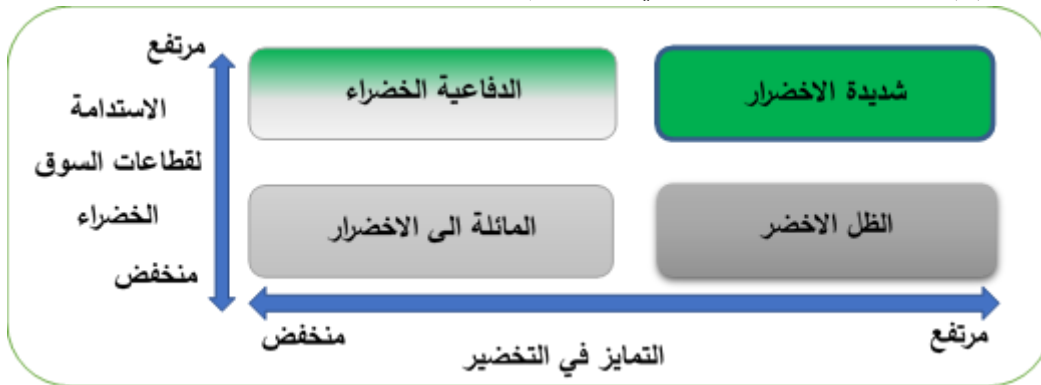 مرتفع
الاستدامة
لقطاعات السوق
الخضراء
منخفض
شديدة الاخضرار
الدفاعية الخضراء
الظل الاخضر
المائلة الى الاخضرار
مرتفع
منخفض
التمايز في التخضير